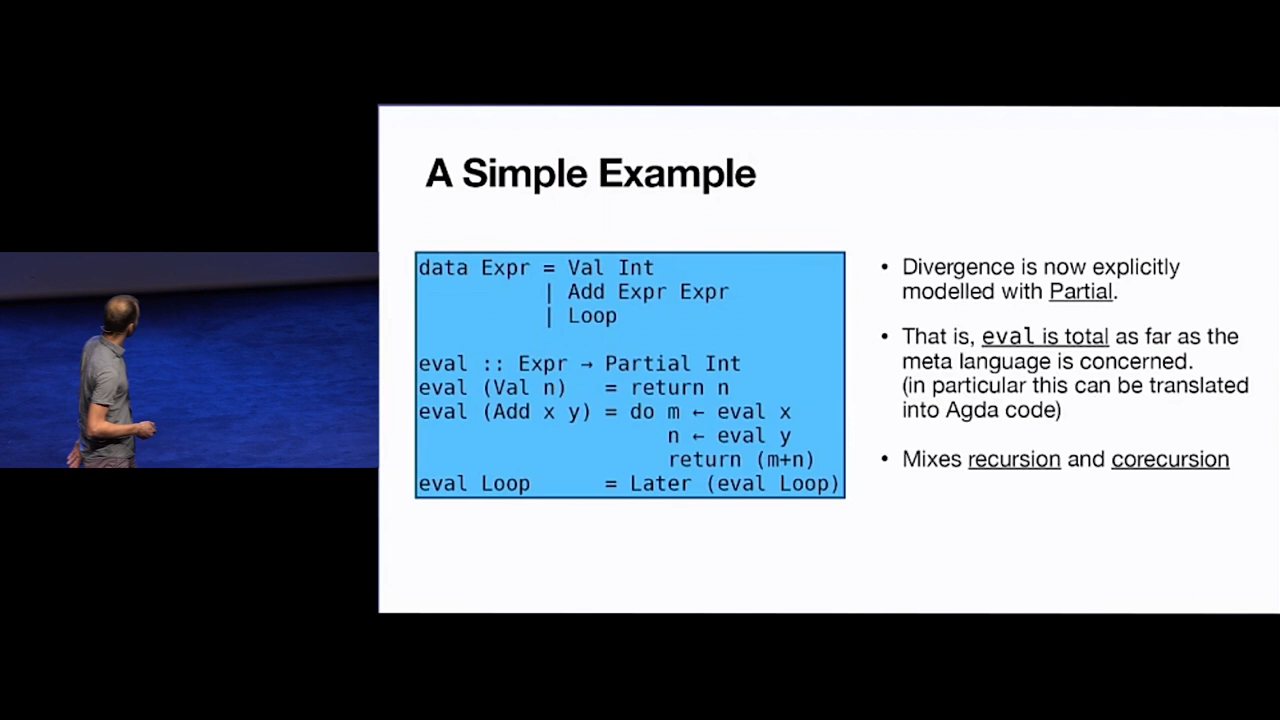 A Simple Example
data Expr = Val Int
          | Add Expr Expr
          | Loop
eval :: Expr → Partial Int
eval (Val n)   = return n
eval (Add x y) = do m ← eval x
                    n ← eval y
                    return (m+n)
eval Loop      = Later (eval Loop)
• Divergence is now explicitly
modelled with Partial.
• That is, eval is total as far as the
meta language is concerned.
(in particular this can be translated
into Agda code)
• Mixes recursion and corecursion